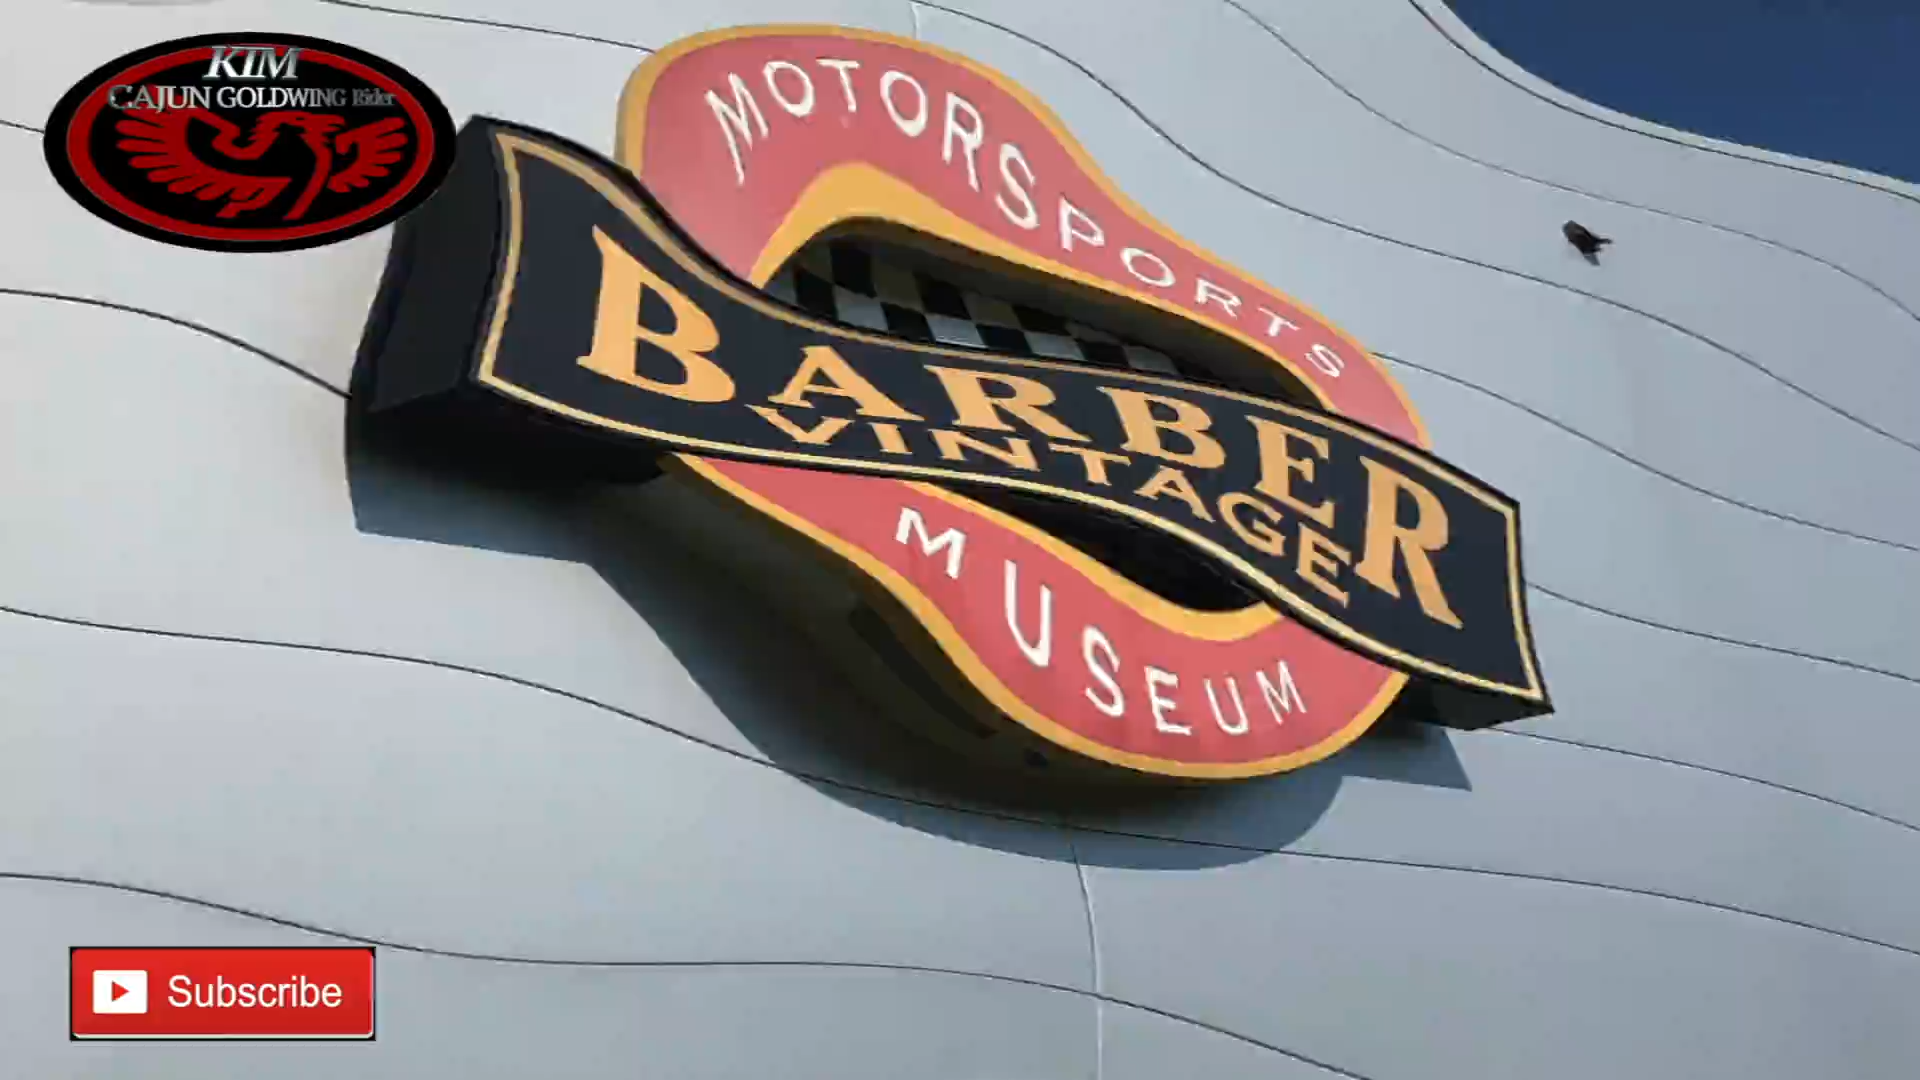 KIM
CAJUN GOLDWING Rider
MOTORSPORTS
BARBER
VINTAGE
MUSEUM
Subscribe